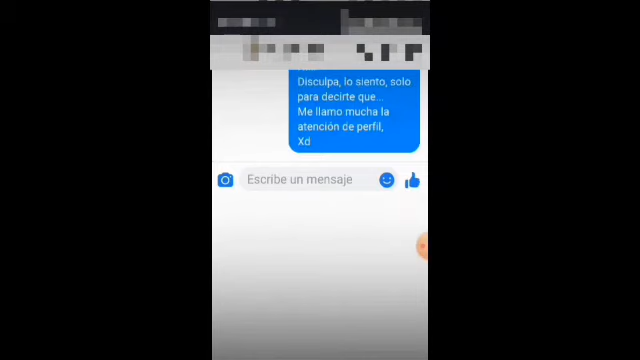 Disculpa, lo siento, solo
para decirte que...
Me llamo mucha la
atención de perfil,
Xd
Escribe un mensaje